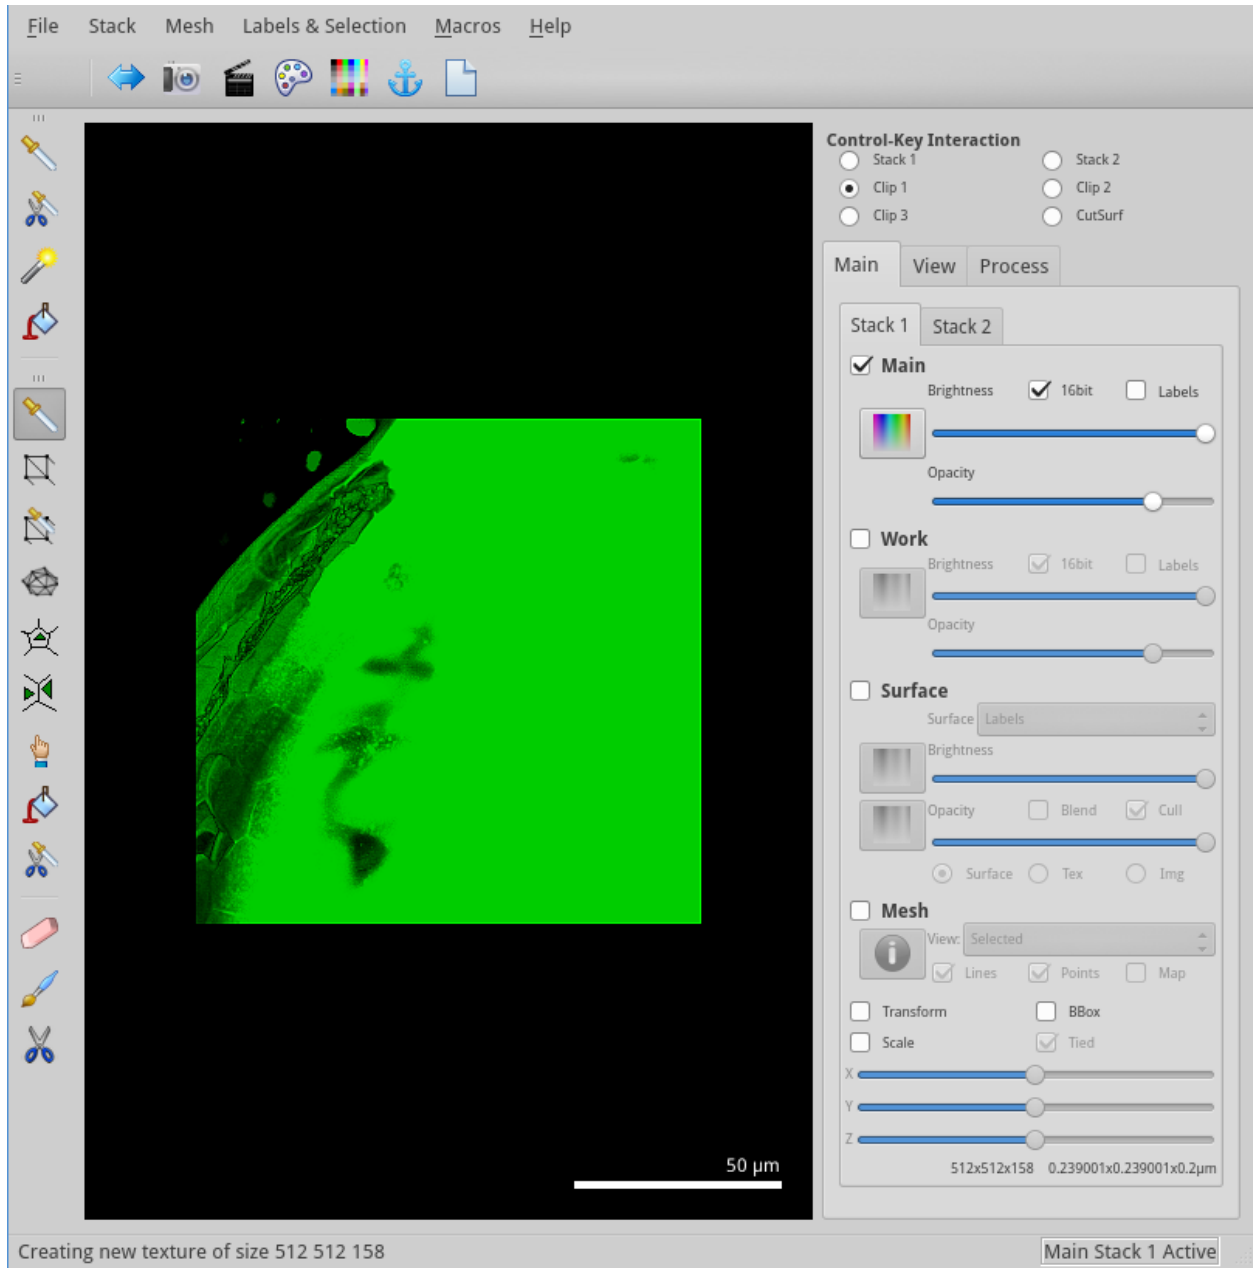 File Stack Mesh Labels & Selection Macros Help
Control-Key Interaction
Stack 1 Stack 2
Clip 1 Clip 2
Clip 3 CutSurf
Main View Process
Stack 1 Stack 2
Main
Brightness 16bit Labels
Opacity
Work
Brightness 16bit Labels
Opacity
Surface
Surface Labels
Brightness
Opacity Blend Cull
Surface Tex Img
Mesh
View: Selected
Lines Points Map
Transform BBox
Scale Tied
X
Y
Z
512x512x158 0.239001x0.239001x0.2µm
50 µm
Creating new texture of size 512 512 158
Main Stack 1 Active